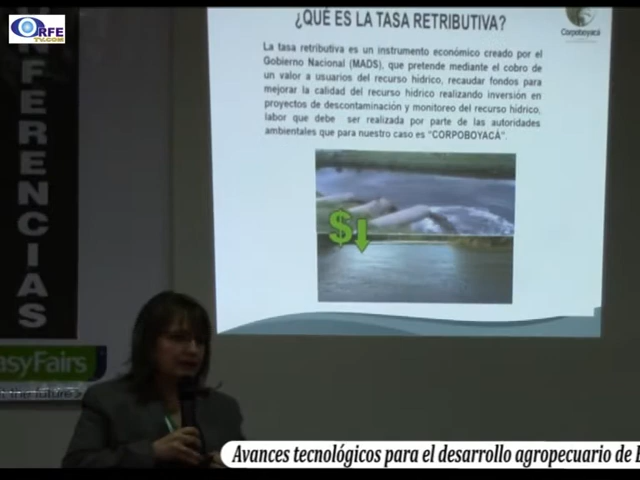 ORFE
TV.COM
¿QUÉ ES LA TASA RETRIBUTIVA?
Corpoboyacá
La tasa retributiva es un instrumento económico creado por el
Gobierno Nacional (MADS), que pretende mediante el cobro de
un valor a usuarios del recurso hídrico, recaudar fondos para
mejorar la calidad del recurso hídrico realizando inversión en
proyectos de descontaminación y monitoreo del recurso hídrico,
labor que debe ser realizada por parte de las autoridades
ambientales que para nuestro caso es “CORPOBOYACÁ”.
$
FERENCIAS
asyFairs
the future
Avances tecnológicos para el desarrollo agropecuario de